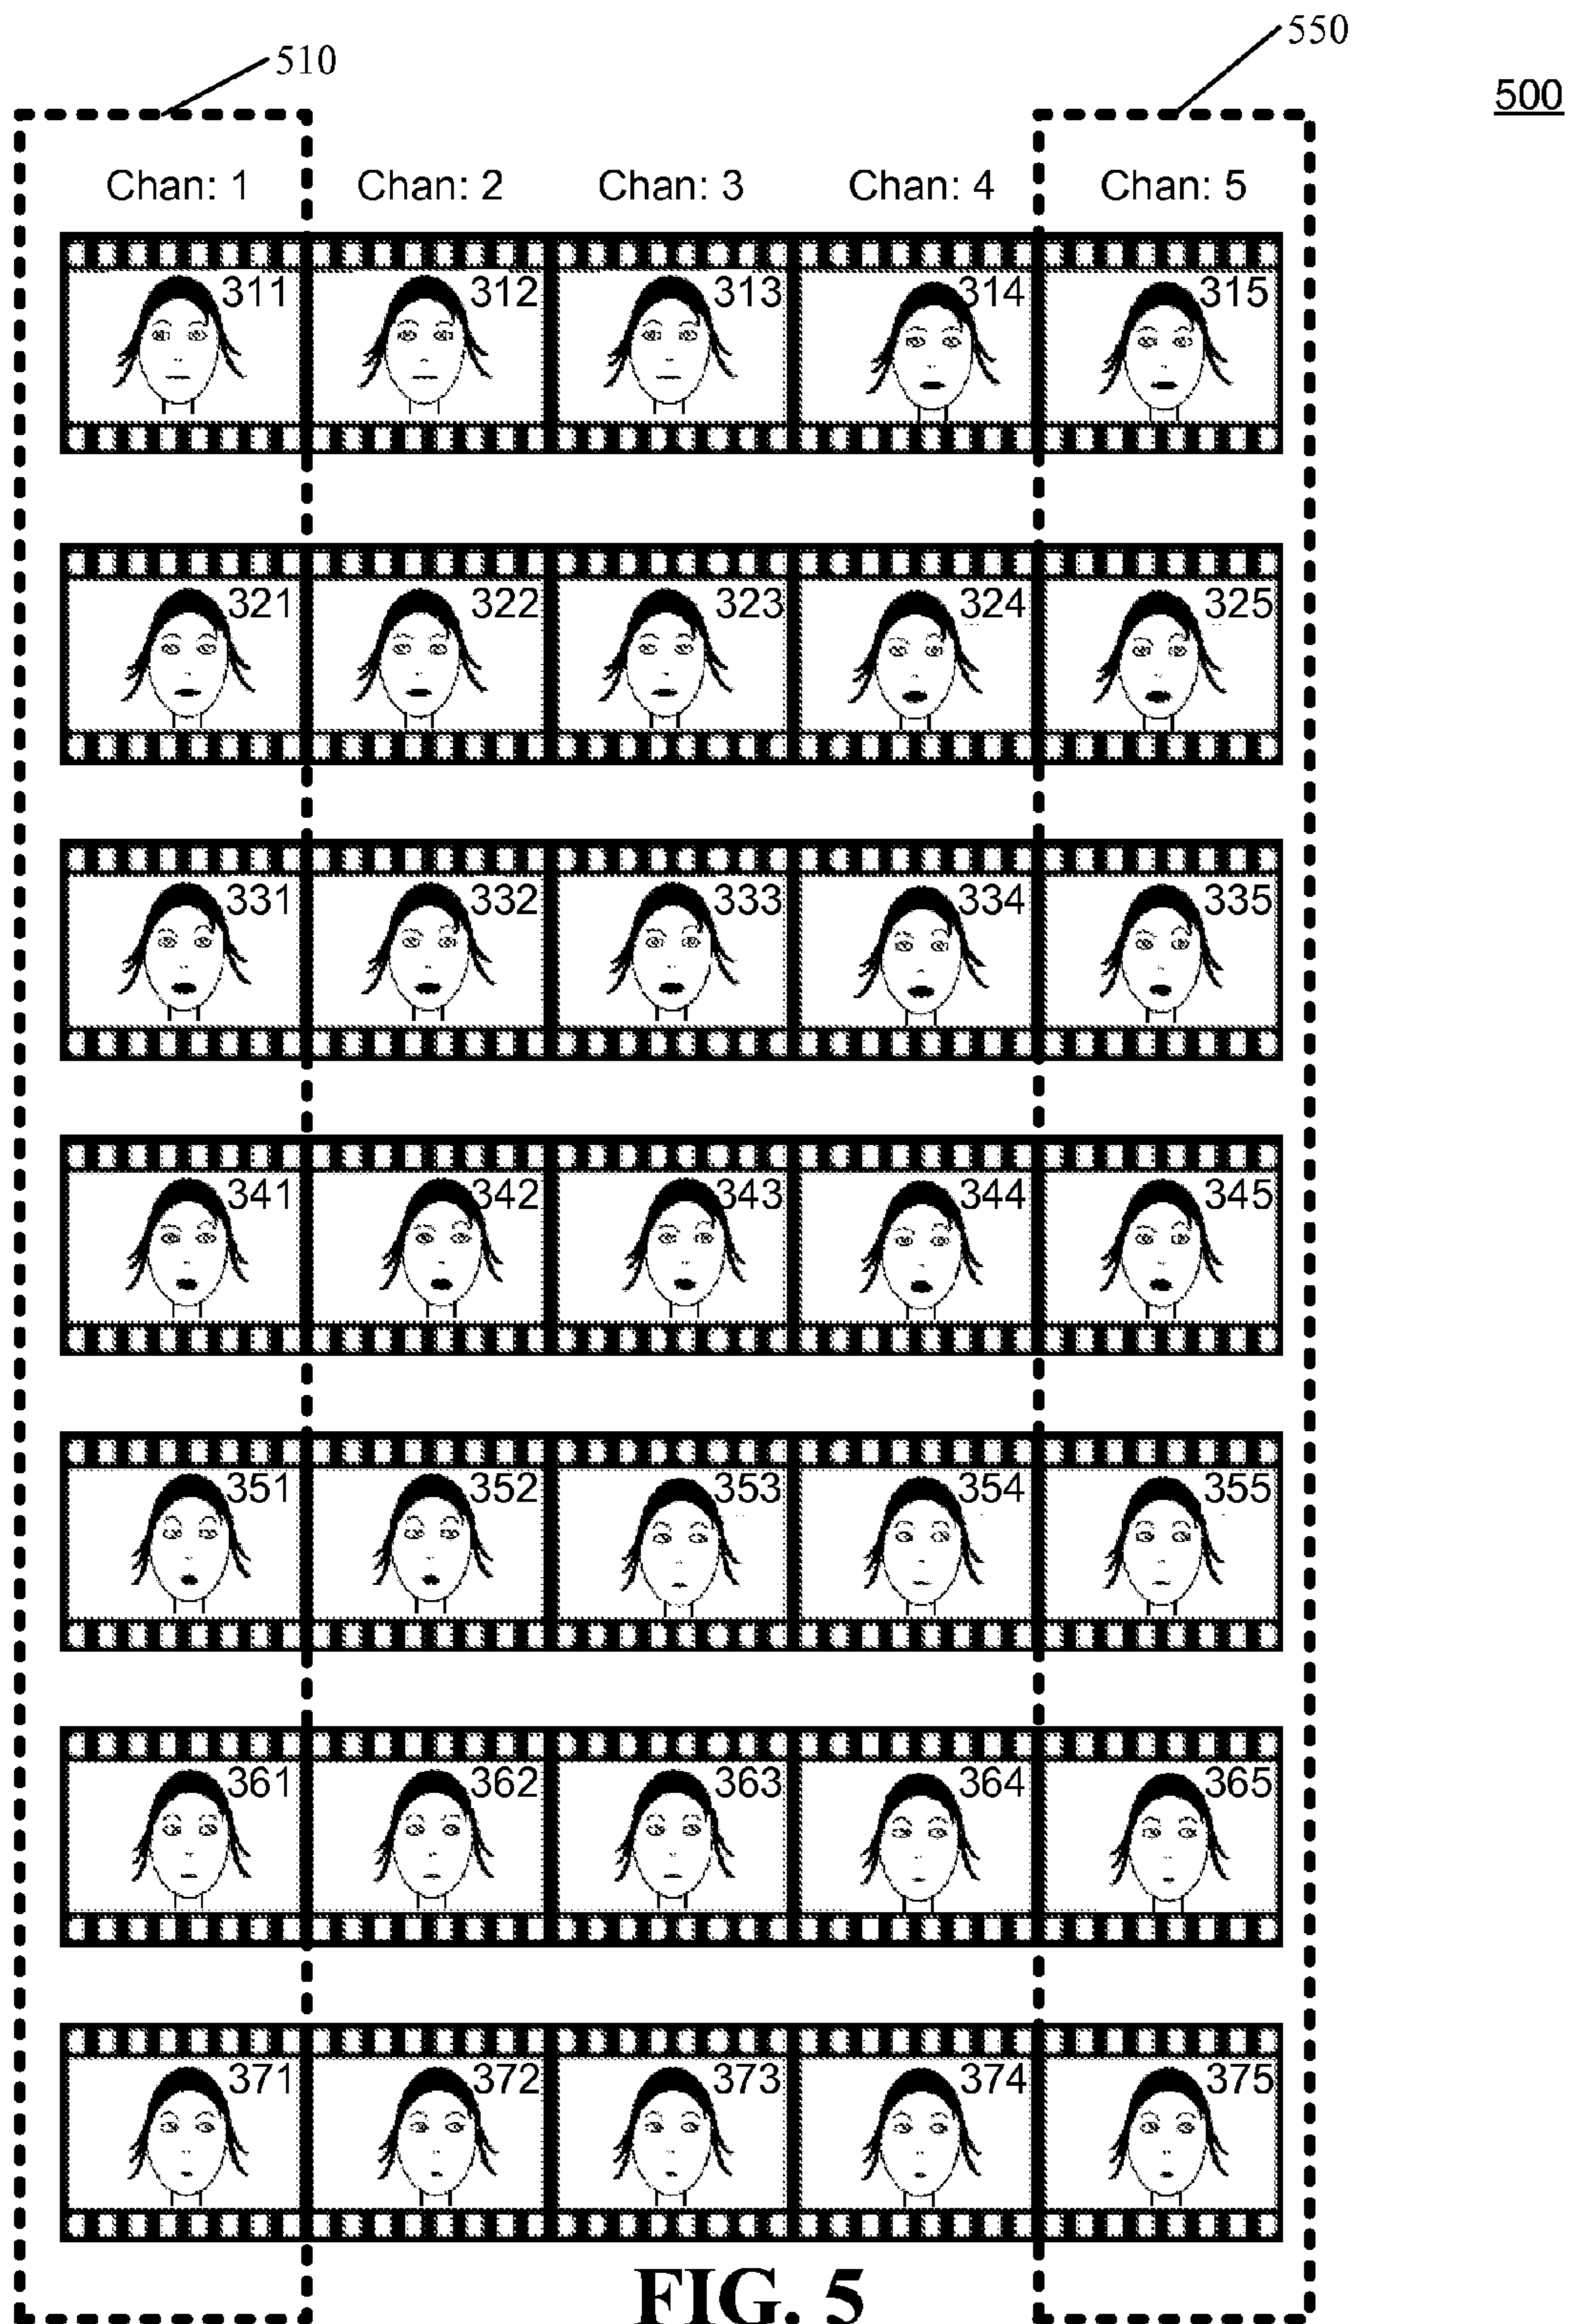 550
510
500
Chan: 1 Chan: 2 Chan: 3 Chan: 4 Chan: 5
311 312 313 314 315
321 322 323 324 325
331 332 333 334 335
341 342 343 344 345
351 352 353 354 355
361 362 363 364 365
371 372 373 374 375
FIG. 5